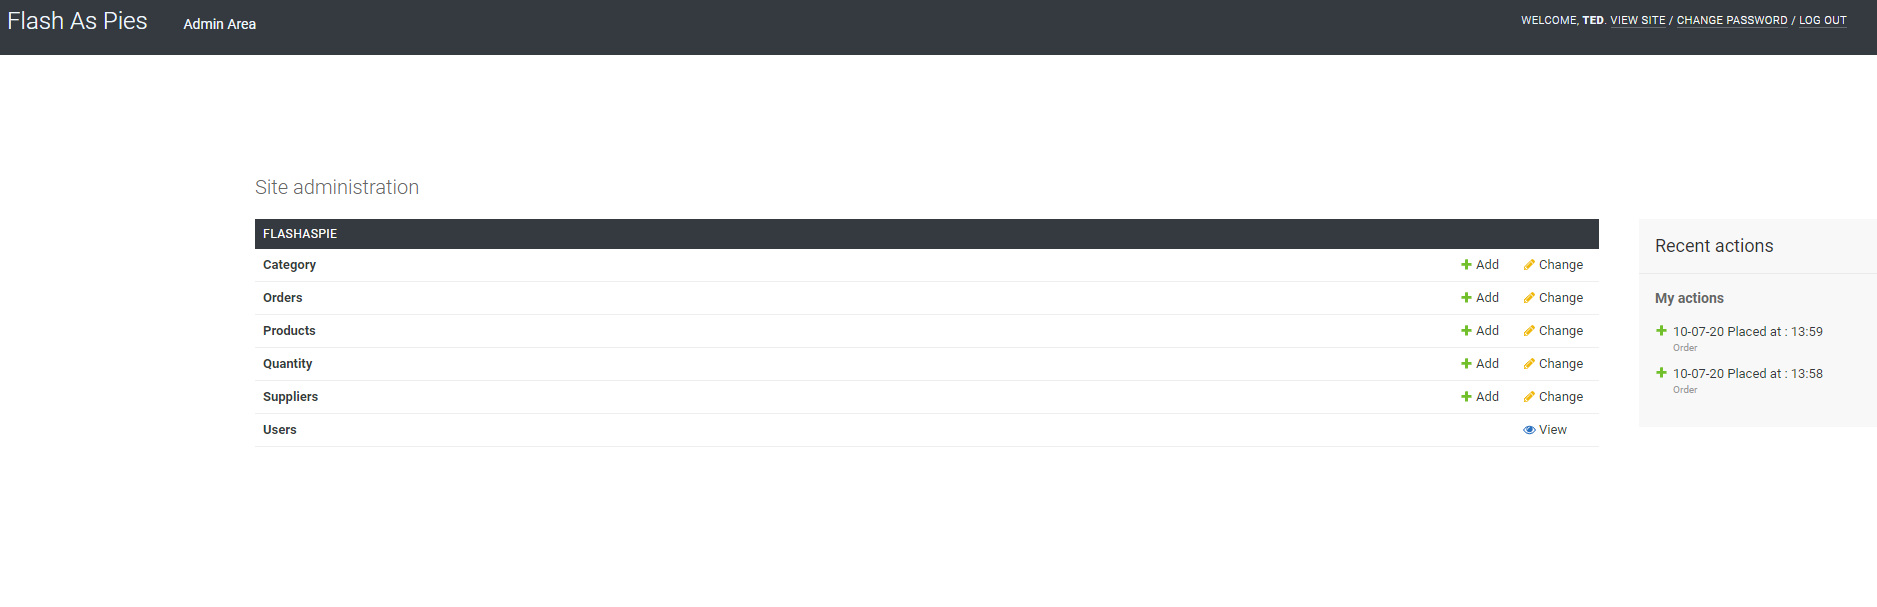 Flash As Pies Admin Area WELCOME, TED. VIEW SITE / CHANGE PASSWORD / LOG OUT
Site administration
FLASHASPIE
Category Add Change
Orders Add Change
Products Add Change
Quantity Add Change
Suppliers Add Change
Users View
Recent actions
My actions
10-07-20 Placed at : 13:59
Order
10-07-20 Placed at : 13:58
Order